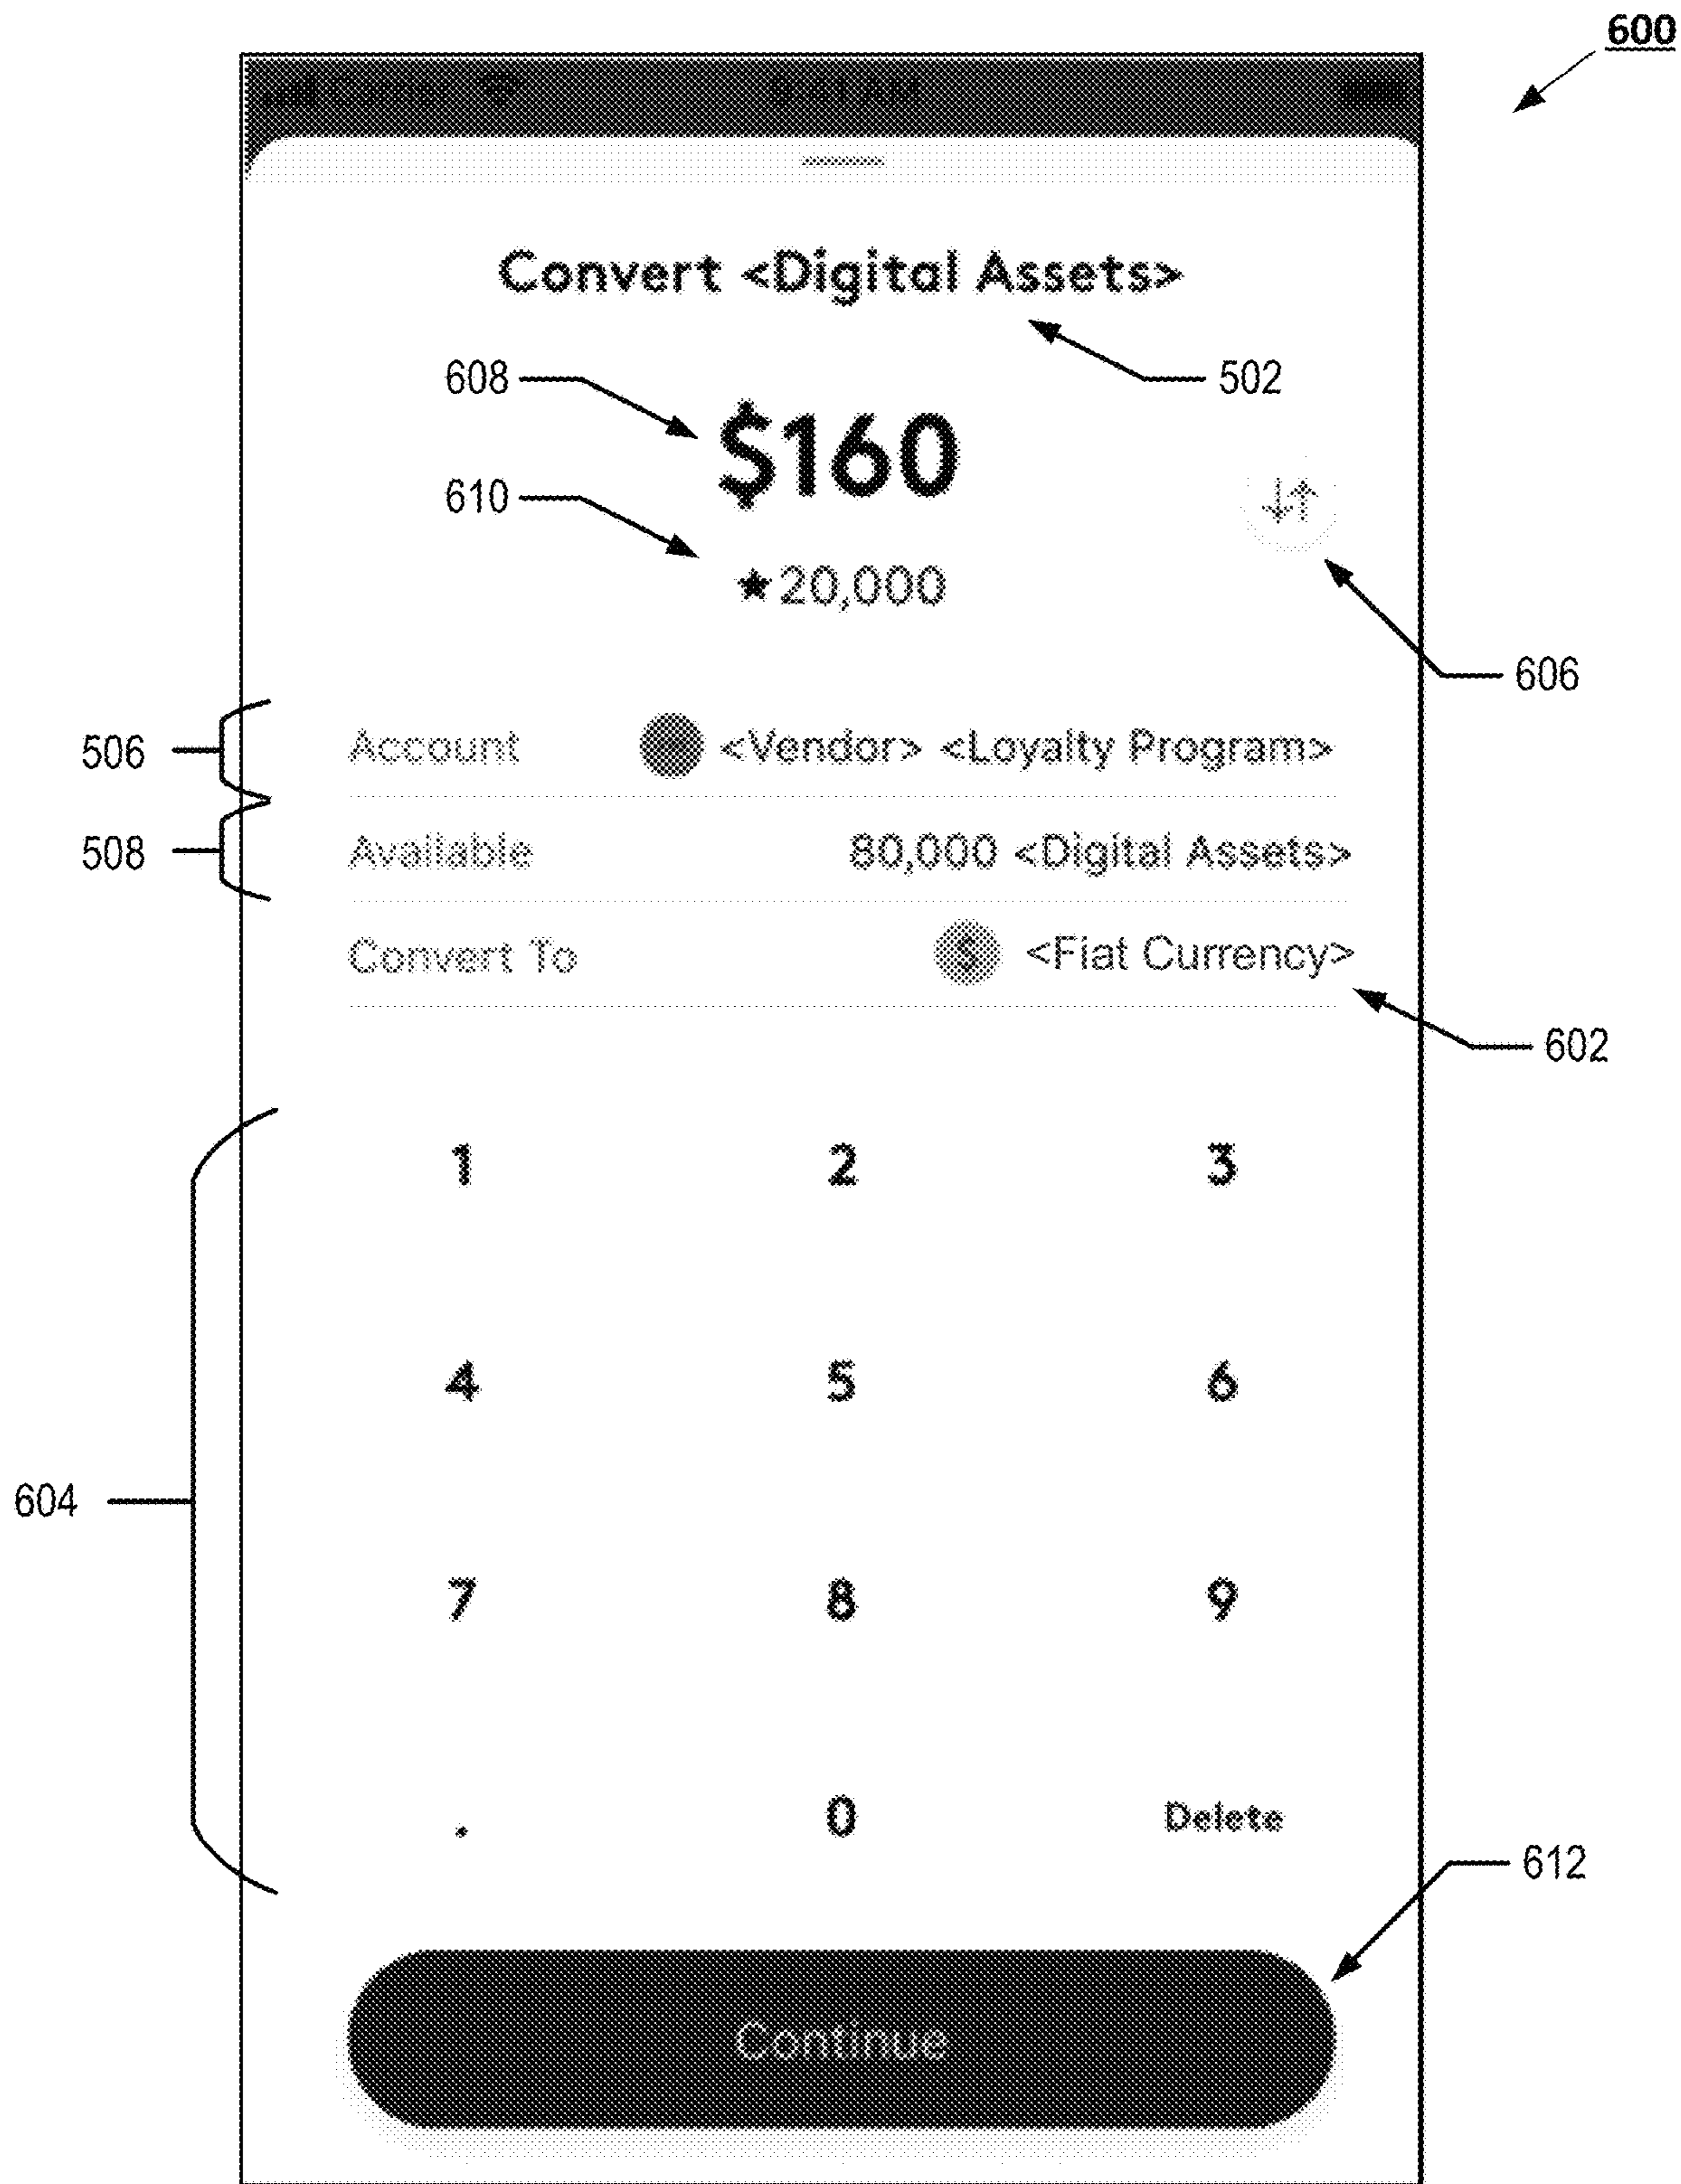 600
Carrier
Convert <Digital Assets>
608
502
$160
610
★20,000
606
506
Account <Vendor> <Loyalty Program>
508
Available 80,000 <Digital Assets>
Convert To $ <Fiat Currency>
602
1 2 3
4 5 6
604
7 8 9
. 0 Delete
612
Continue